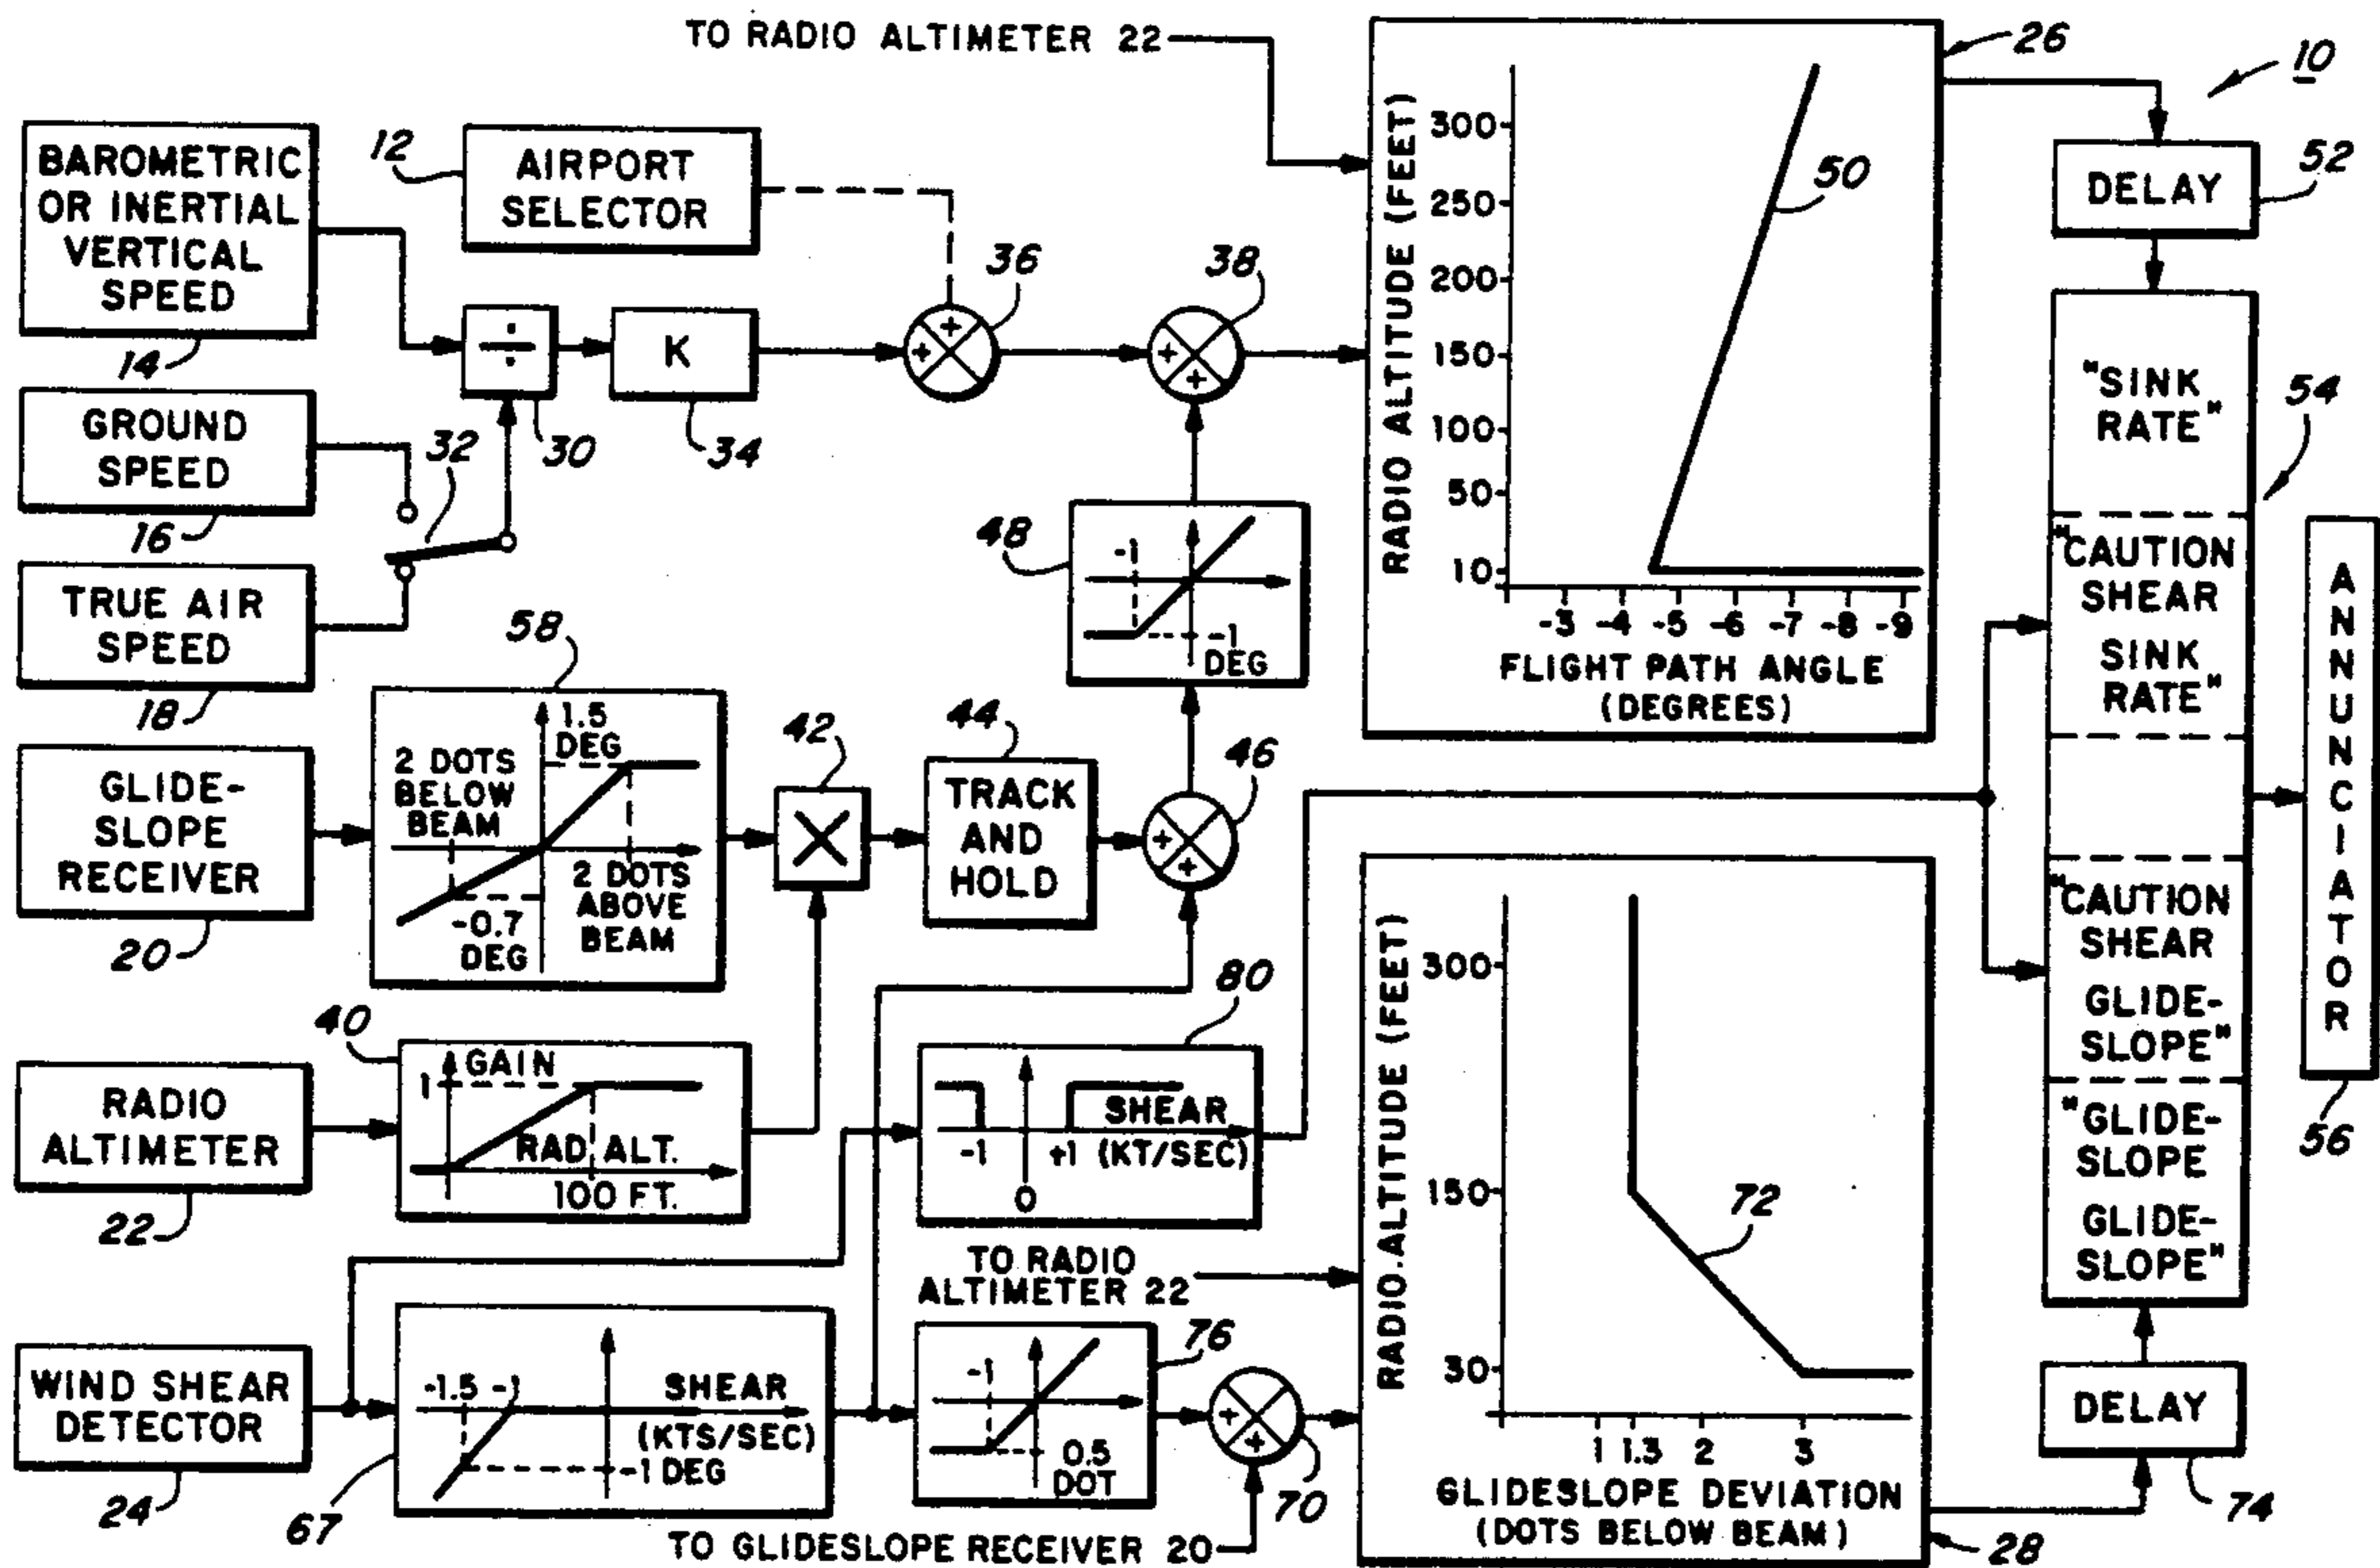 TO RADIO ALTIMETER 22
26
10
BAROMETRIC
OR INERTIAL
VERTICAL
SPEED
14
12
AIRPORT
SELECTOR
36
38
÷
30
K
34
GROUND
SPEED
16
32
TRUE AIR
SPEED
18
RADIO ALTITUDE (FEET)
300
250
200
150
100
50
10
50
-3 -4 -5 -6 -7 -8 -9
FLIGHT PATH ANGLE
(DEGREES)
DELAY
52
"SINK
RATE"
54
"CAUTION
SHEAR
SINK
RATE"
"CAUTION
SHEAR
GLIDE-
SLOPE"
"GLIDE-
SLOPE
GLIDE-
SLOPE"
ANNUNCIATOR
56
48
-1
-1
DEG
58
1.5
DEG
2 DOTS
BELOW
BEAM
-0.7
DEG
2 DOTS
ABOVE
BEAM
GLIDE-
SLOPE
RECEIVER
20
42
X
44
TRACK
AND
HOLD
46
40
GAIN
1
RAD ALT.
100 FT.
RADIO
ALTIMETER
22
80
SHEAR
-1 +1 (KT/SEC)
0
TO RADIO
ALTIMETER 22
WIND SHEAR
DETECTOR
24
-1.5 -1
SHEAR
(KTS/SEC)
-1 DEG
67
76
-1
0.5
DOT
70
TO GLIDESLOPE RECEIVER 20
RADIO.ALTITUDE (FEET)
300
150
30
72
1 1.3 2 3
GLIDESLOPE DEVIATION
(DOTS BELOW BEAM)
28
DELAY
74